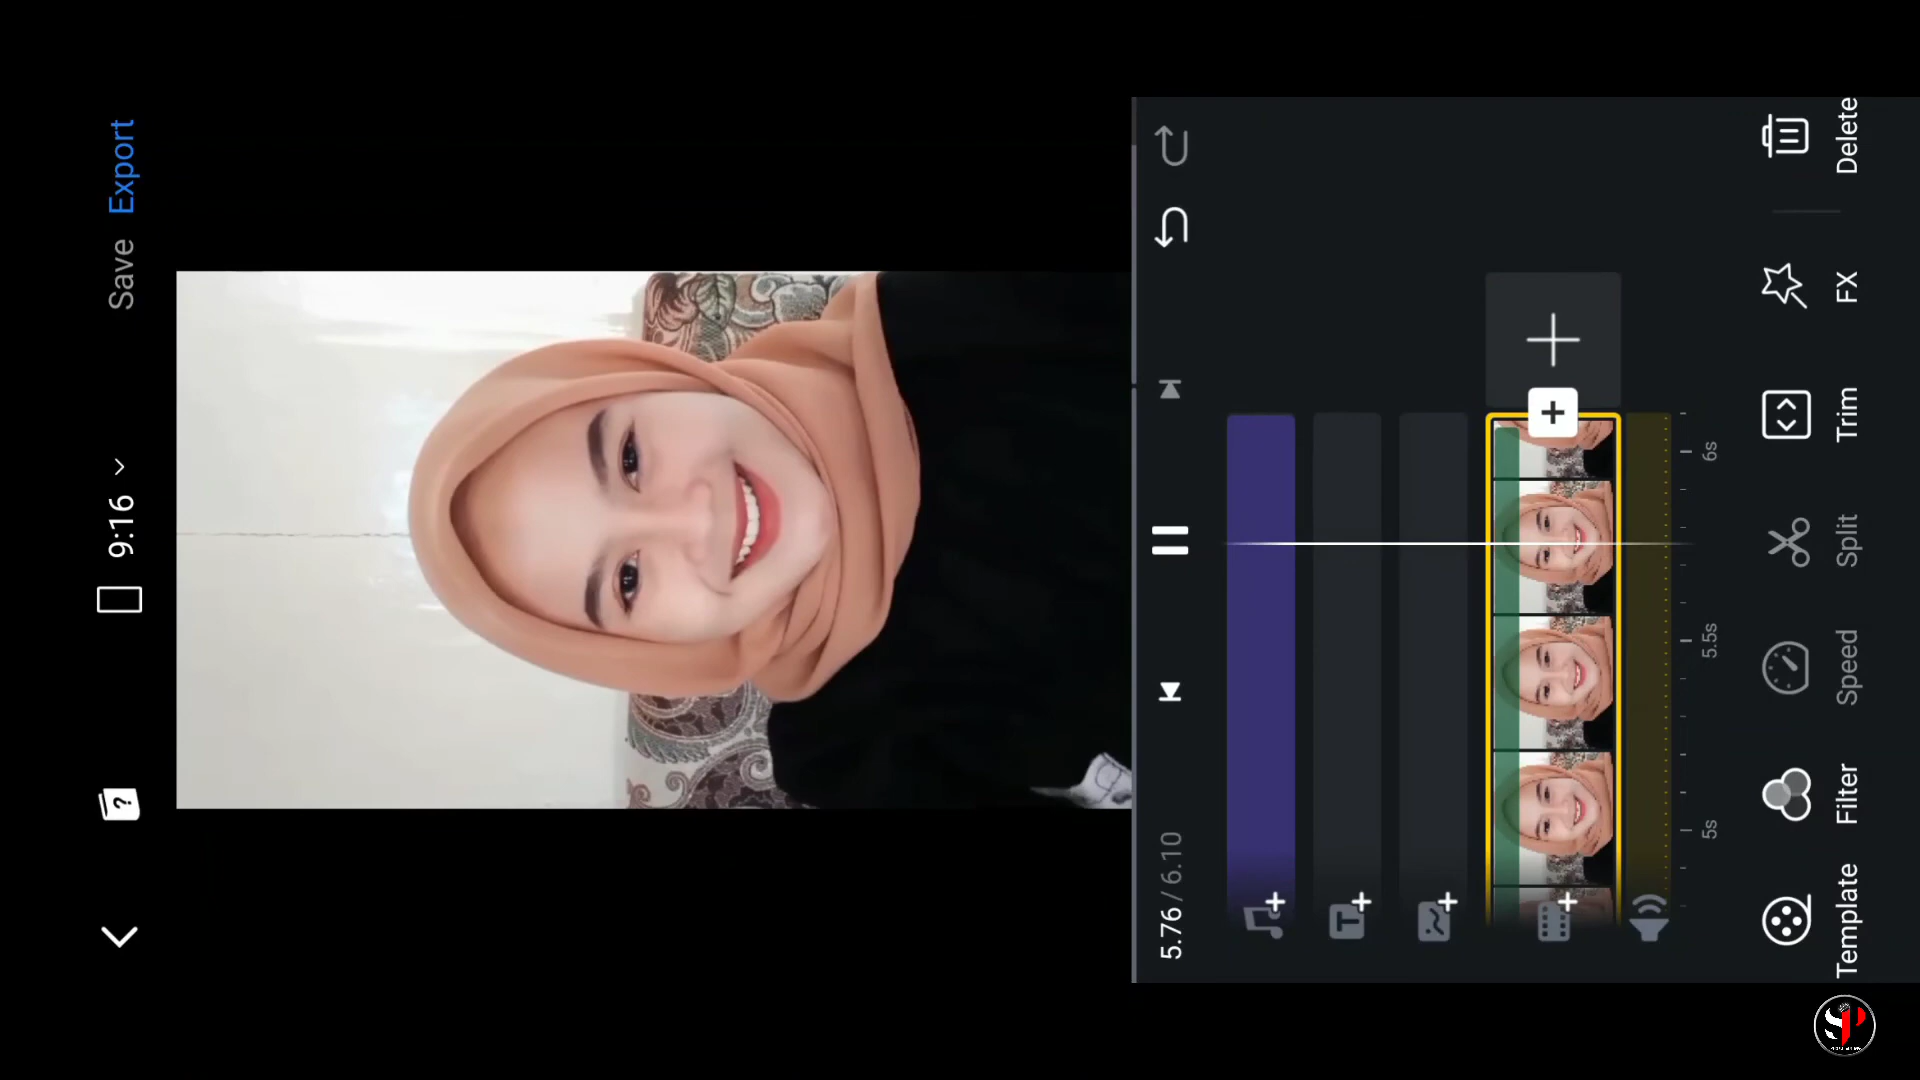 9:16
Save
Export
5.76 / 6.10
5s
5.5s
6s
Template
Filter
Speed
Split
Trim
FX
Delete
SP